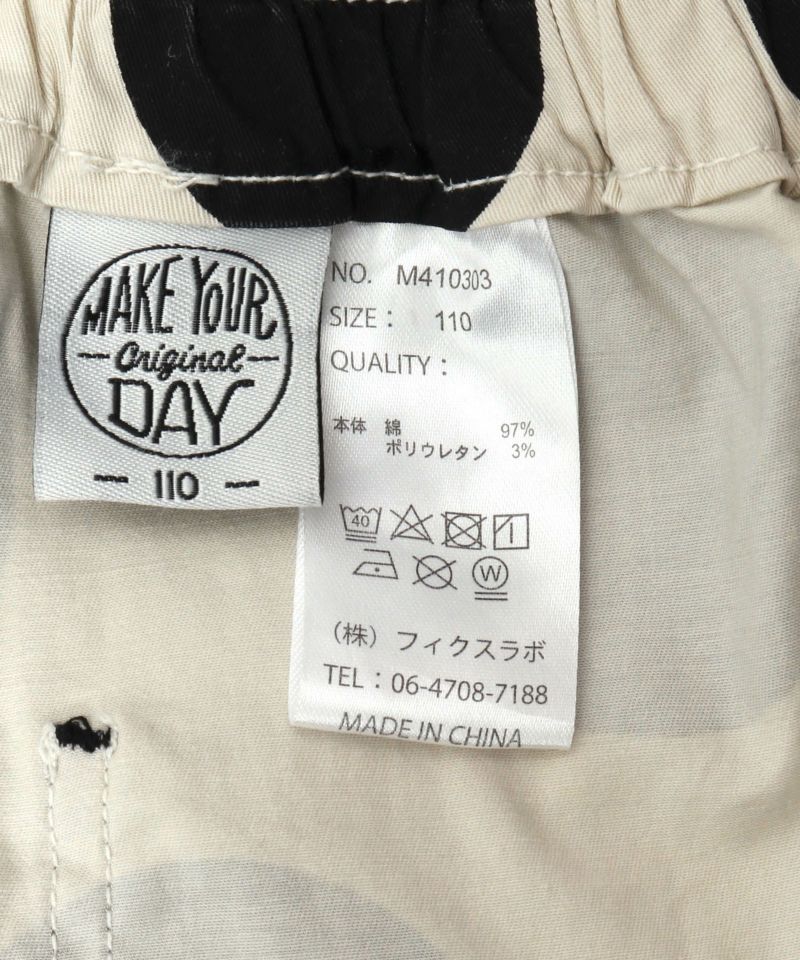 MAKE YOUR
Original
DAY
110
NO. M410303
SIZE： 110
QUALITY：
本体 綿 97%
ポリウレタン 3%
40
W
（株）フィクスラボ
TEL：06-4708-7188
MADE IN CHINA